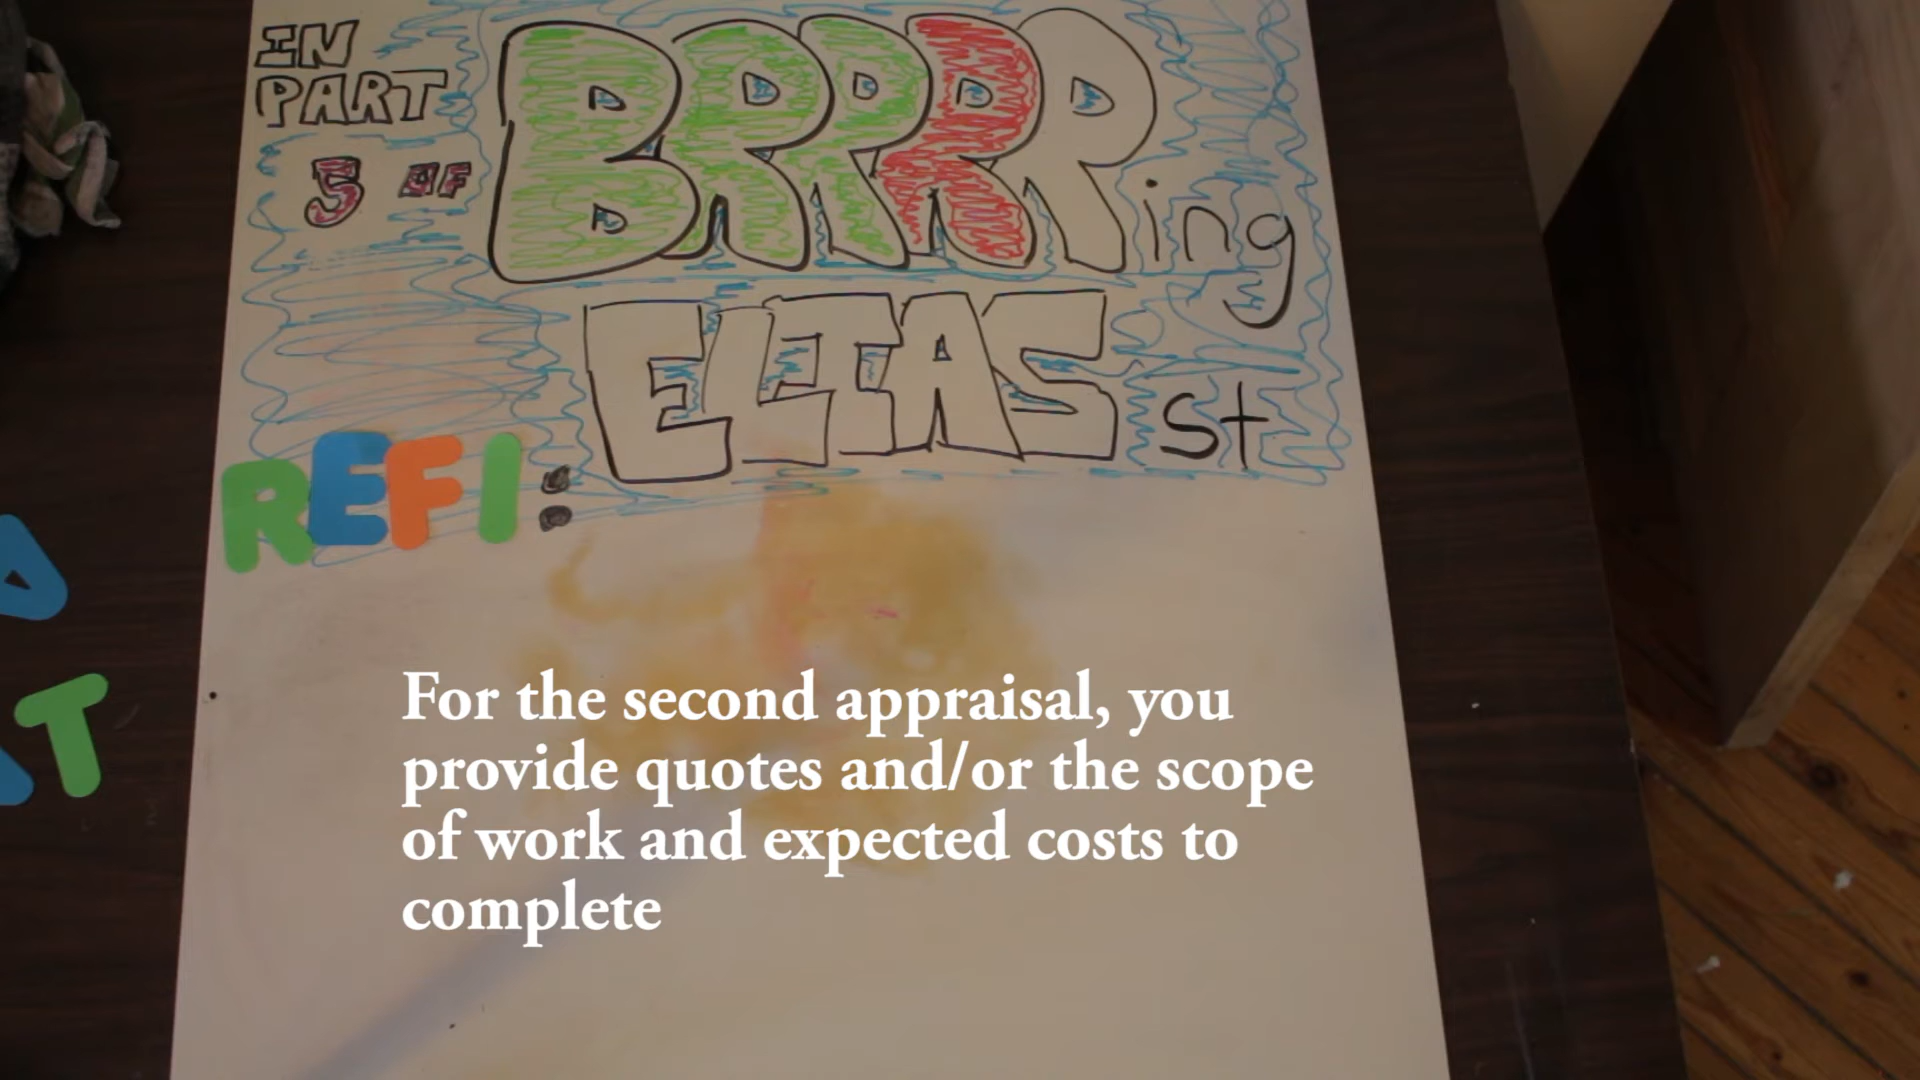 IN
PART
5 OF
BRRRRing
ELIAS st
REFI:
A
T
For the second appraisal, you
provide quotes and/or the scope
of work and expected costs to
complete